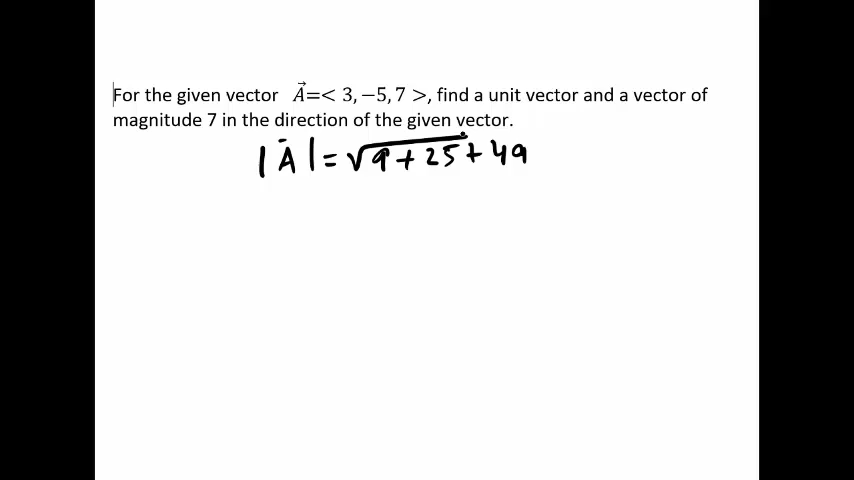 For the given vector A⃗=< 3, −5, 7 >, find a unit vector and a vector of
magnitude 7 in the direction of the given vector.
|A̅| = √9 + 25 + 49